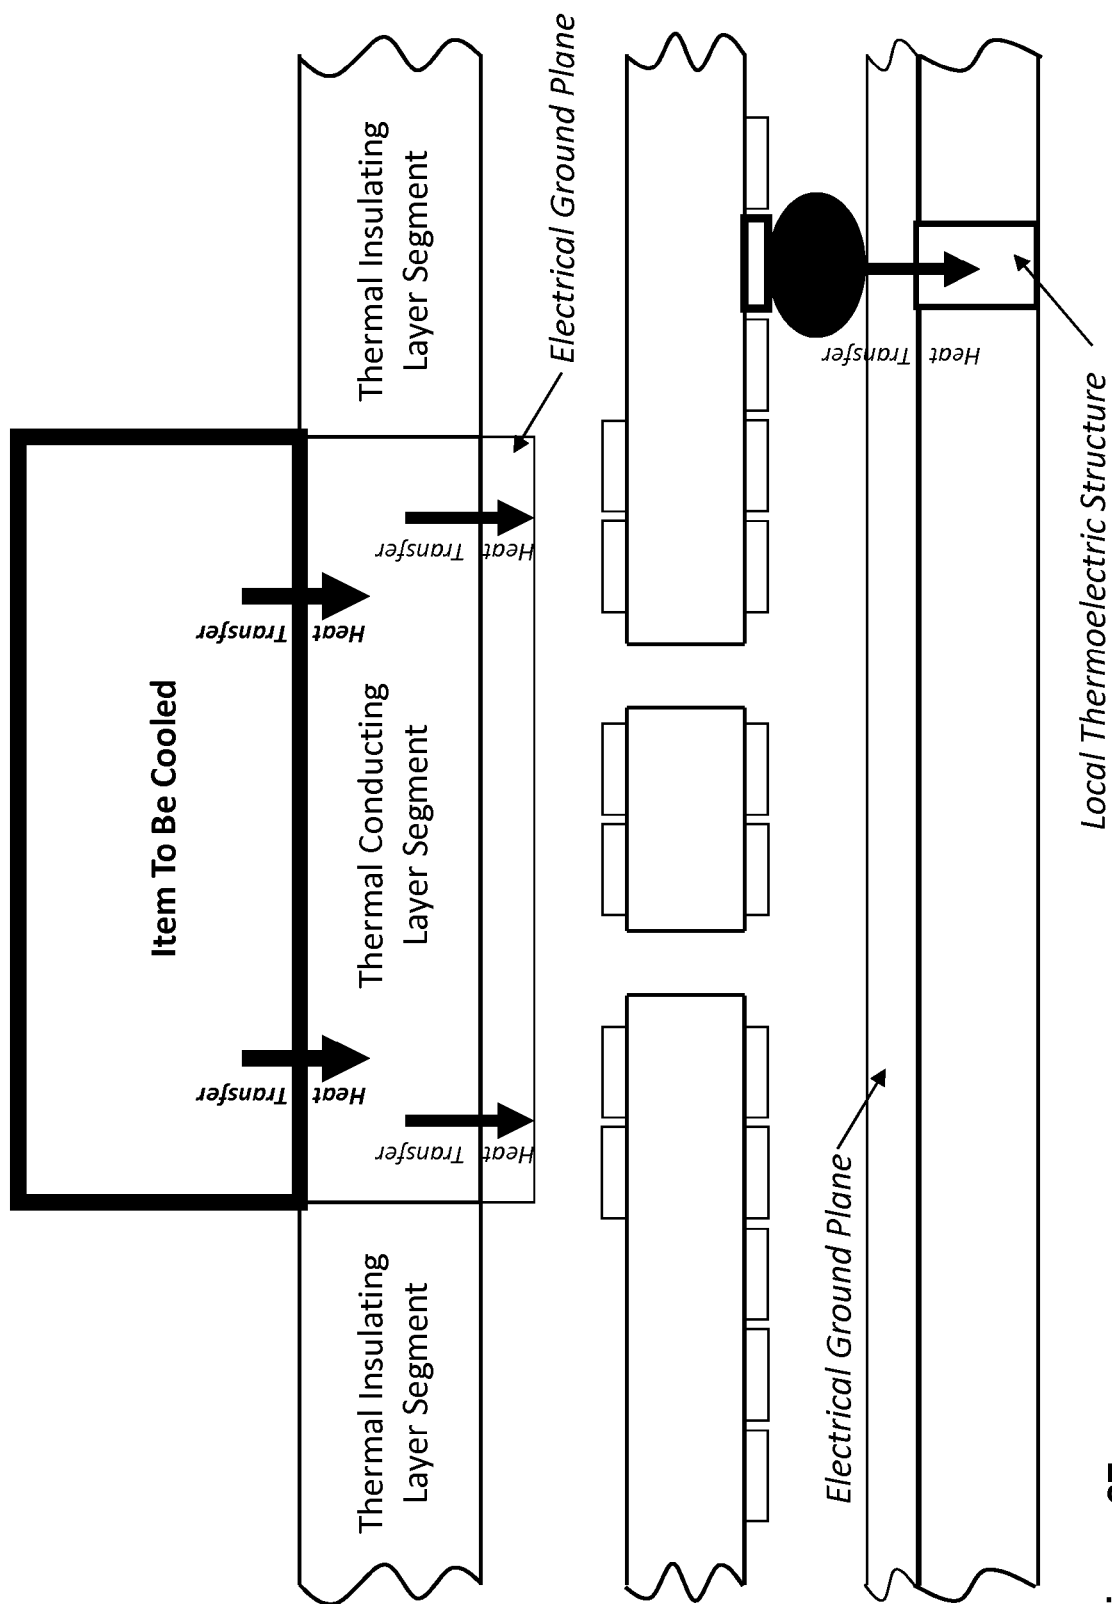 Item To Be Cooled
Heat Transfer
Heat Transfer
Thermal Insulating
Layer Segment
Thermal Conducting
Layer Segment
Thermal Insulating
Layer Segment
Heat Transfer
Heat Transfer
Electrical Ground Plane
Electrical Ground Plane
Heat Transfer
Local Thermoelectric Structure